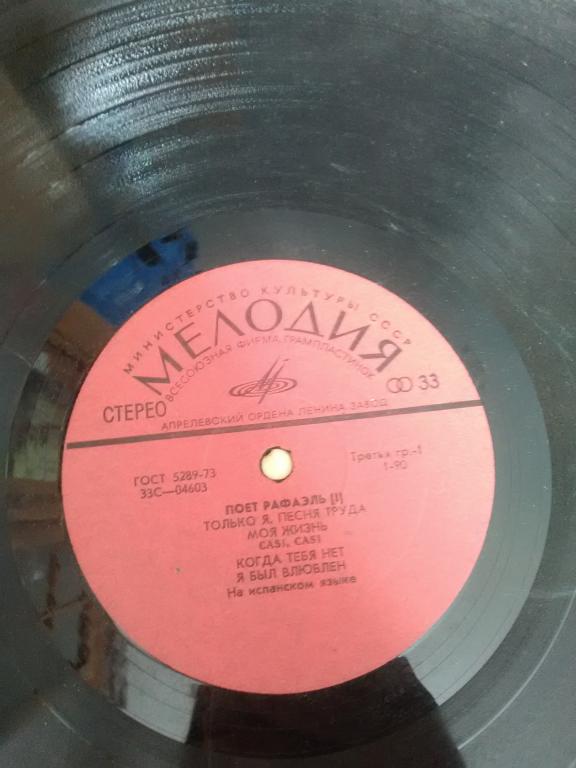 МИНИСТЕРСТВО КУЛЬТУРЫ СССР
МЕЛОДИЯ
ВСЕСОЮЗНАЯ ФИРМА ГРАМПЛАСТИНОК
СТЕРЕО
33
АПРЕЛЕВСКИЙ ОРДЕНА ЛЕНИНА ЗАВОД
ГОСТ 5289-73
33С—04603
Третья гр.-1
1-90
ПОЕТ РАФАЭЛЬ (1)
ТОЛЬКО Я, ПЕСНЯ ТРУДА
МОЯ ЖИЗНЬ
CASI, CASI
КОГДА ТЕБЯ НЕТ
Я БЫЛ ВЛЮБЛЕН
На испанском языке